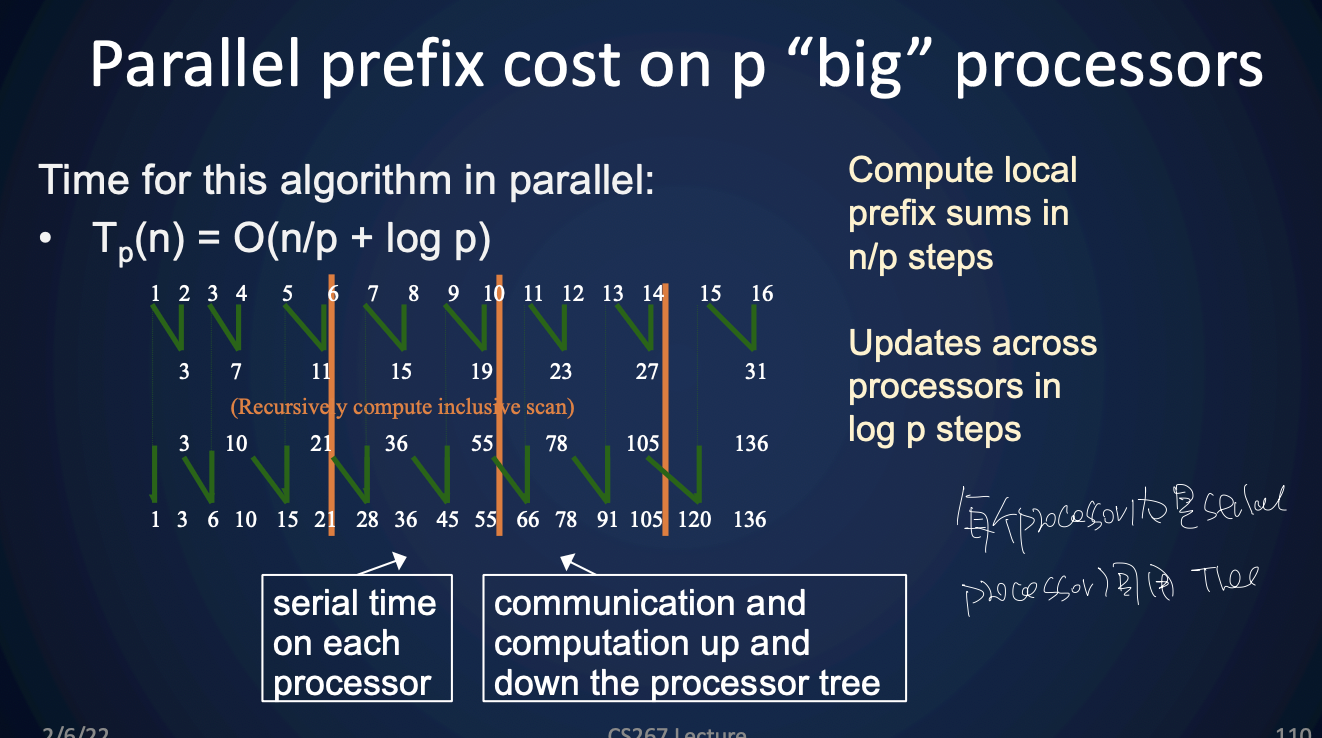 Parallel prefix cost on p “big” processors
Time for this algorithm in parallel:
• Tp(n) = O(n/p + log p)
1 2 3 4 5 6 7 8 9 10 11 12 13 14 15 16
3 7 11 15 19 23 27 31
(Recursively compute inclusive scan)
3 10 21 36 55 78 105 136
1 3 6 10 15 21 28 36 45 55 66 78 91 105 120 136
serial time
on each
processor
communication and
computation up and
down the processor tree
Compute local
prefix sums in
n/p steps
Updates across
processors in
log p steps
每个processor内是serial
processor间用 Tree
2/6/22
CS267 Lecture
110